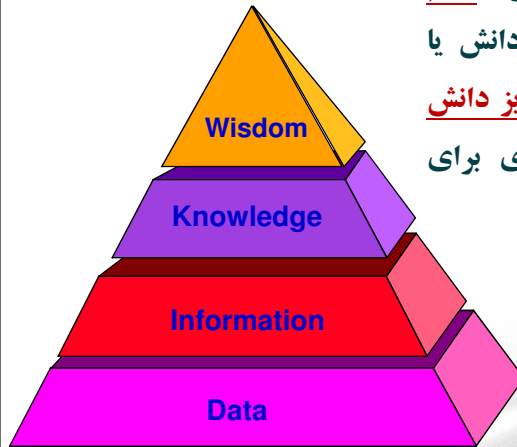 دانش یا
دانش
ی برای
Wisdom
Knowledge
Information
Data